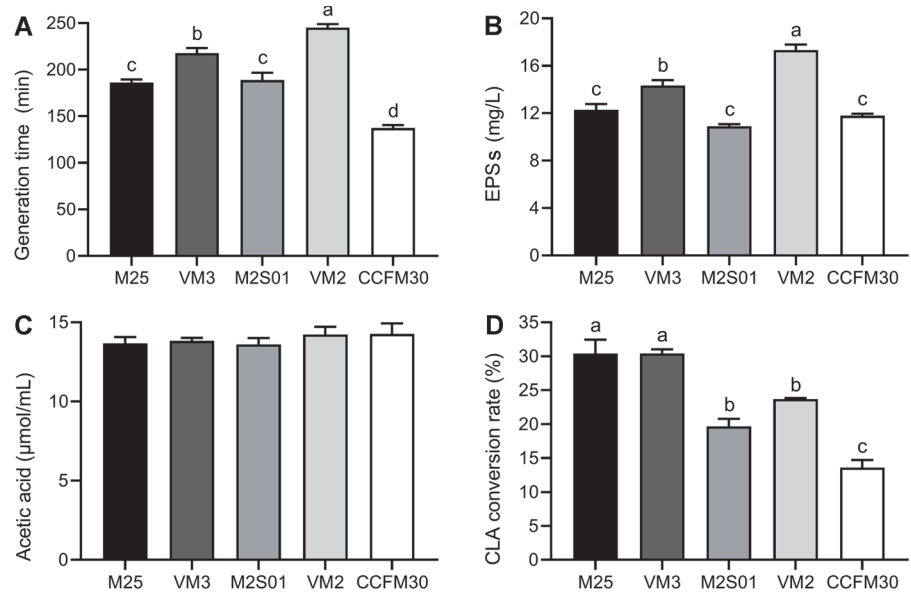 A
Generation time (min)
250
200
150
100
50
0
c
b
c
a
d
M25 VM3 M2S01 VM2 CCFM30
B
EPSs (mg/L)
20
16
12
8
4
0
c
b
c
a
c
M25 VM3 M2S01 VM2 CCFM30
C
Acetic acid (μmol/mL)
15
10
5
0
M25 VM3 M2S01 VM2 CCFM30
D
CLA conversion rate (%)
35
30
25
20
15
10
5
0
a
a
b
b
c
M25 VM3 M2S01 VM2 CCFM30